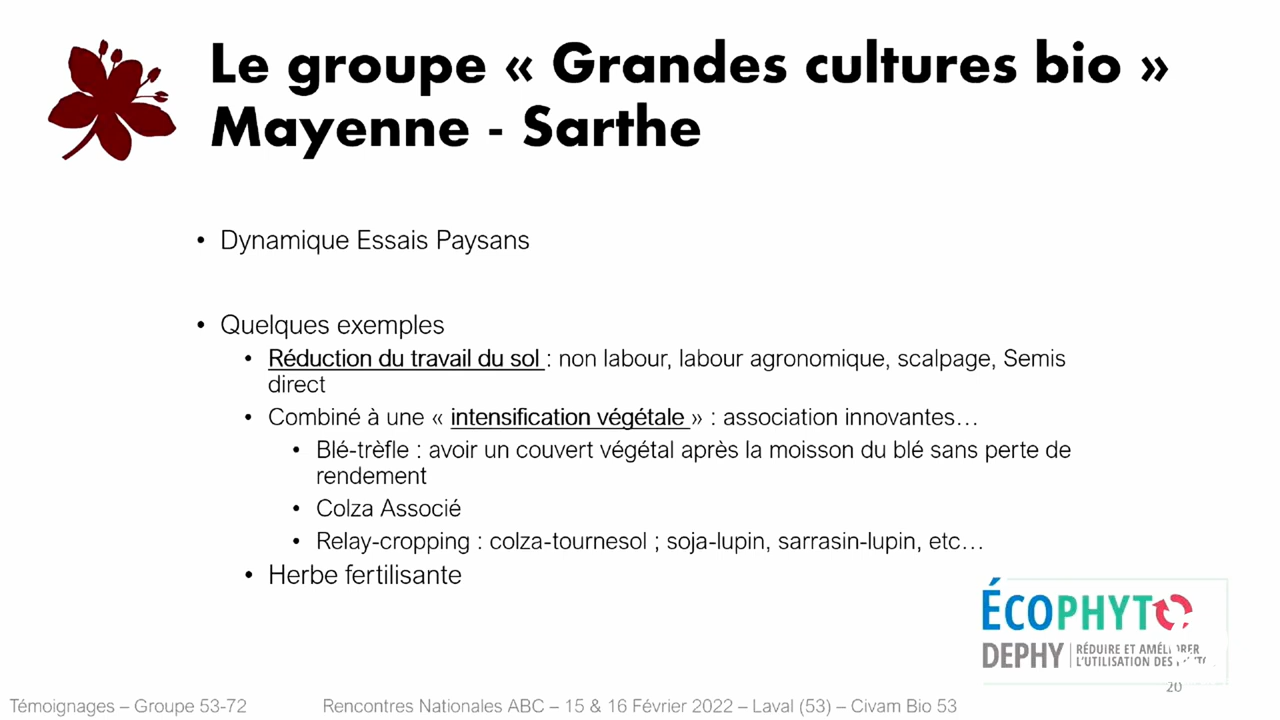 Le groupe « Grandes cultures bio »
Mayenne - Sarthe
• Dynamique Essais Paysans
• Quelques exemples
• Réduction du travail du sol : non labour, labour agronomique, scalpage, Semis
direct
• Combiné à une « intensification végétale » : association innovantes…
• Blé-trèfle : avoir un couvert végétal après la moisson du blé sans perte de
rendement
• Colza Associé
• Relay-cropping : colza-tournesol ; soja-lupin, sarrasin-lupin, etc…
• Herbe fertilisante
ÉCOPHYTO
DEPHY
RÉDUIRE ET AMÉLIORER
L'UTILISATION DES
20
Témoignages – Groupe 53-72
Rencontres Nationales ABC – 15 & 16 Février 2022 – Laval (53) – Civam Bio 53